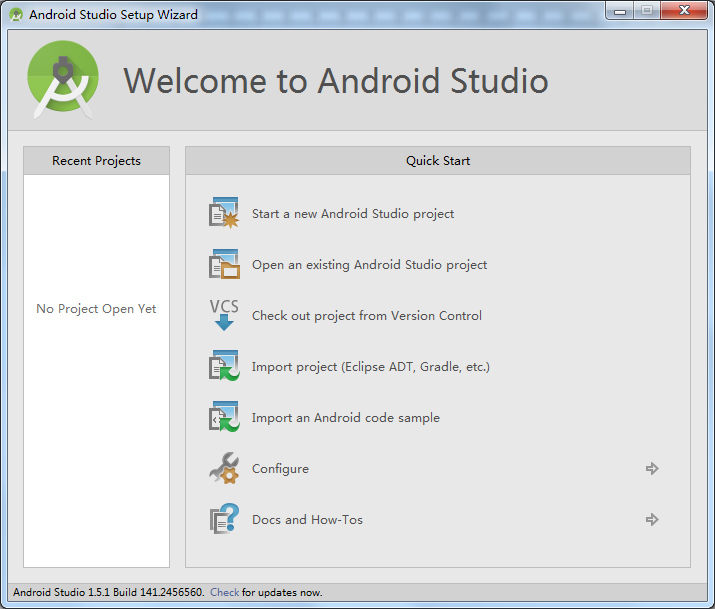 Android Studio Setup Wizard
Welcome to Android Studio
Recent Projects
No Project Open Yet
Quick Start
Start a new Android Studio project
Open an existing Android Studio project
VCS
Check out project from Version Control
Import project (Eclipse ADT, Gradle, etc.)
Import an Android code sample
Configure
Docs and How-Tos
Android Studio 1.5.1 Build 141.2456560. Check for updates now.